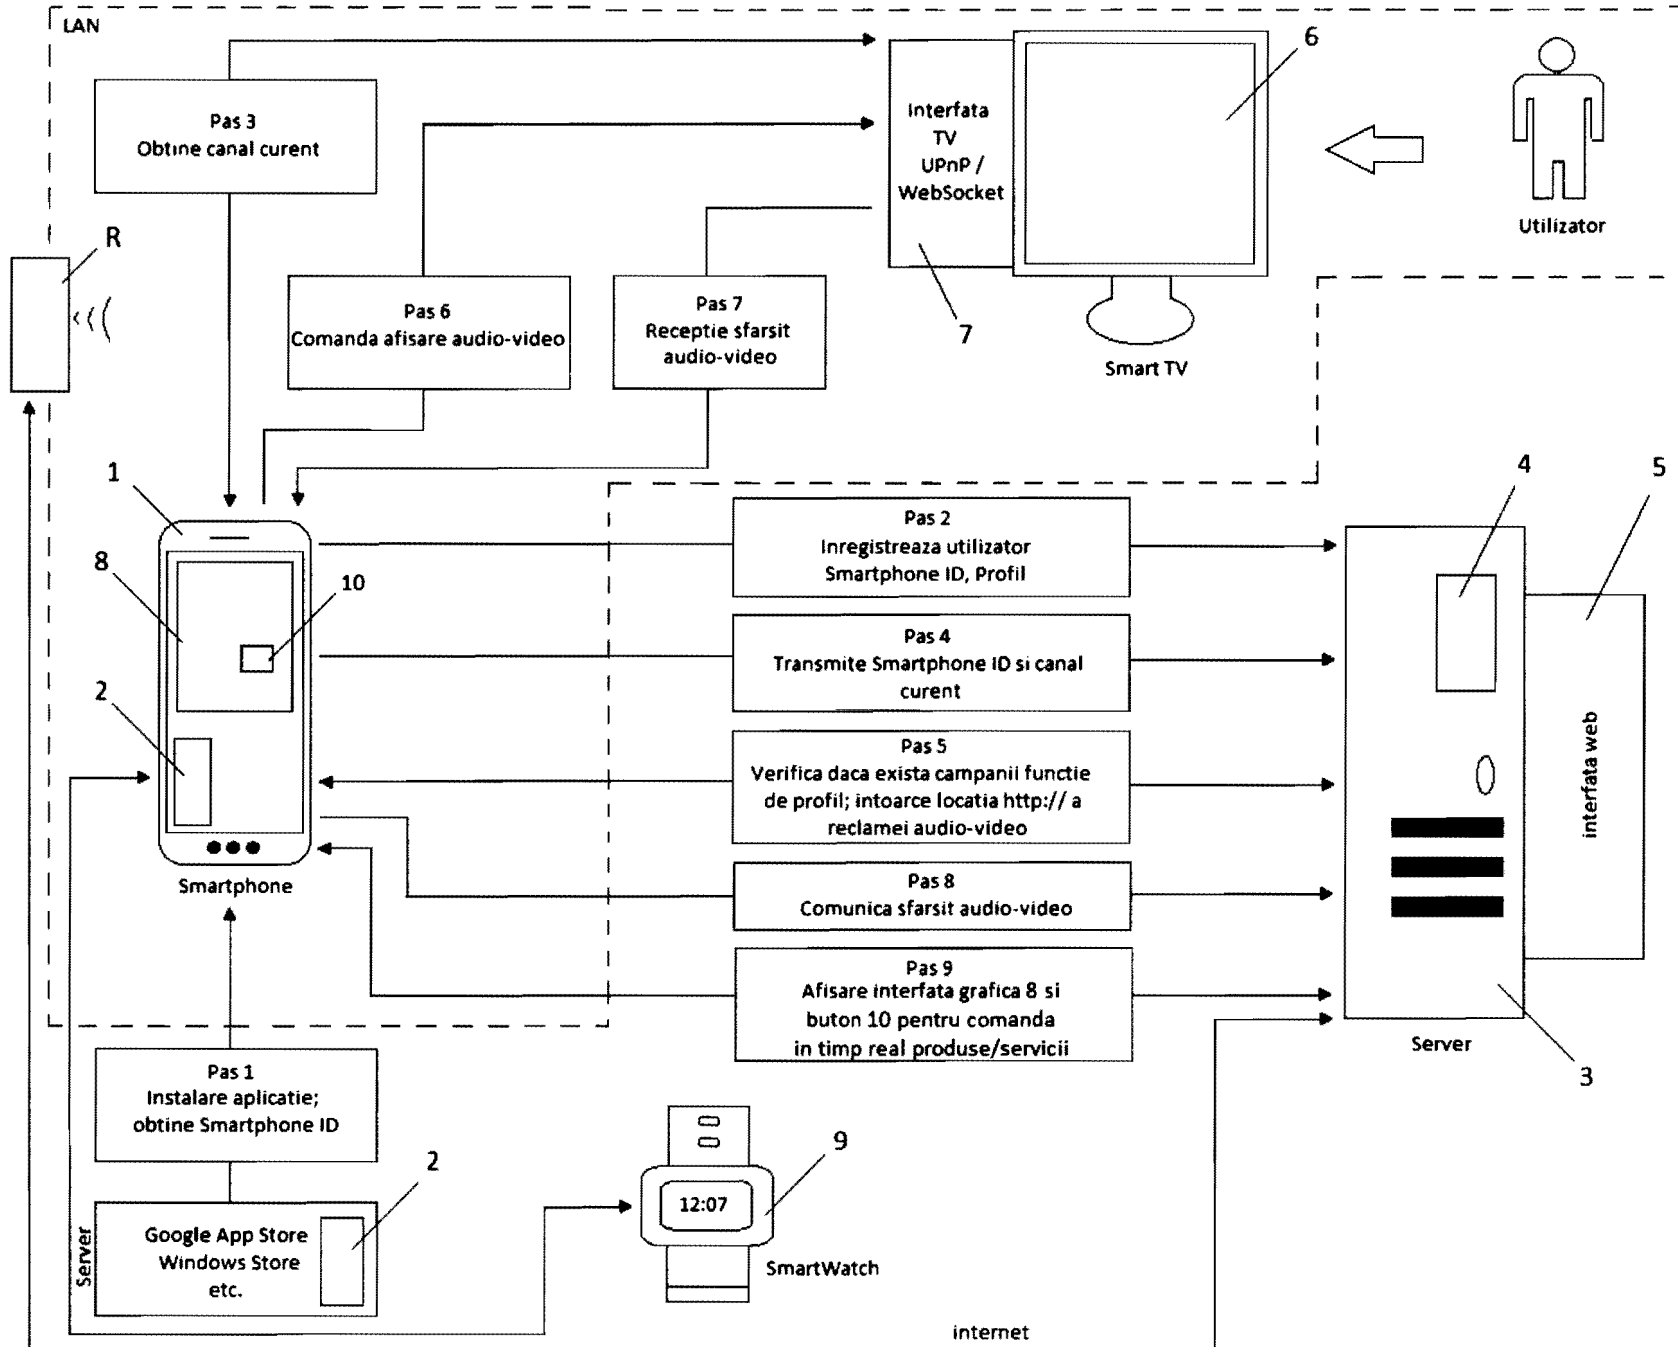 LAN
6
Pas 3
Obtine canal curent
Interfata
TV
UPnP /
WebSocket
Utilizator
R
Pas 6
Comanda afisare audio-video
Pas 7
Receptie sfarsit
audio-video
7
Smart TV
1
4
5
Pas 2
Inregistreaza utilizator
Smartphone ID, Profil
8
10
Pas 4
Transmite Smartphone ID si canal
curent
2
Pas 5
Verifica daca exista campanii functie
de profil; intoarce locatia http:// a
reclamei audio-video
interfata web
Smartphone
Pas 8
Comunica sfarsit audio-video
Pas 9
Afisare interfata grafica 8 si
buton 10 pentru comanda
in timp real produse/servicii
Server
3
Pas 1
Instalare aplicatie;
obtine Smartphone ID
2
9
12:07
Server
Google App Store
Windows Store
etc.
SmartWatch
internet